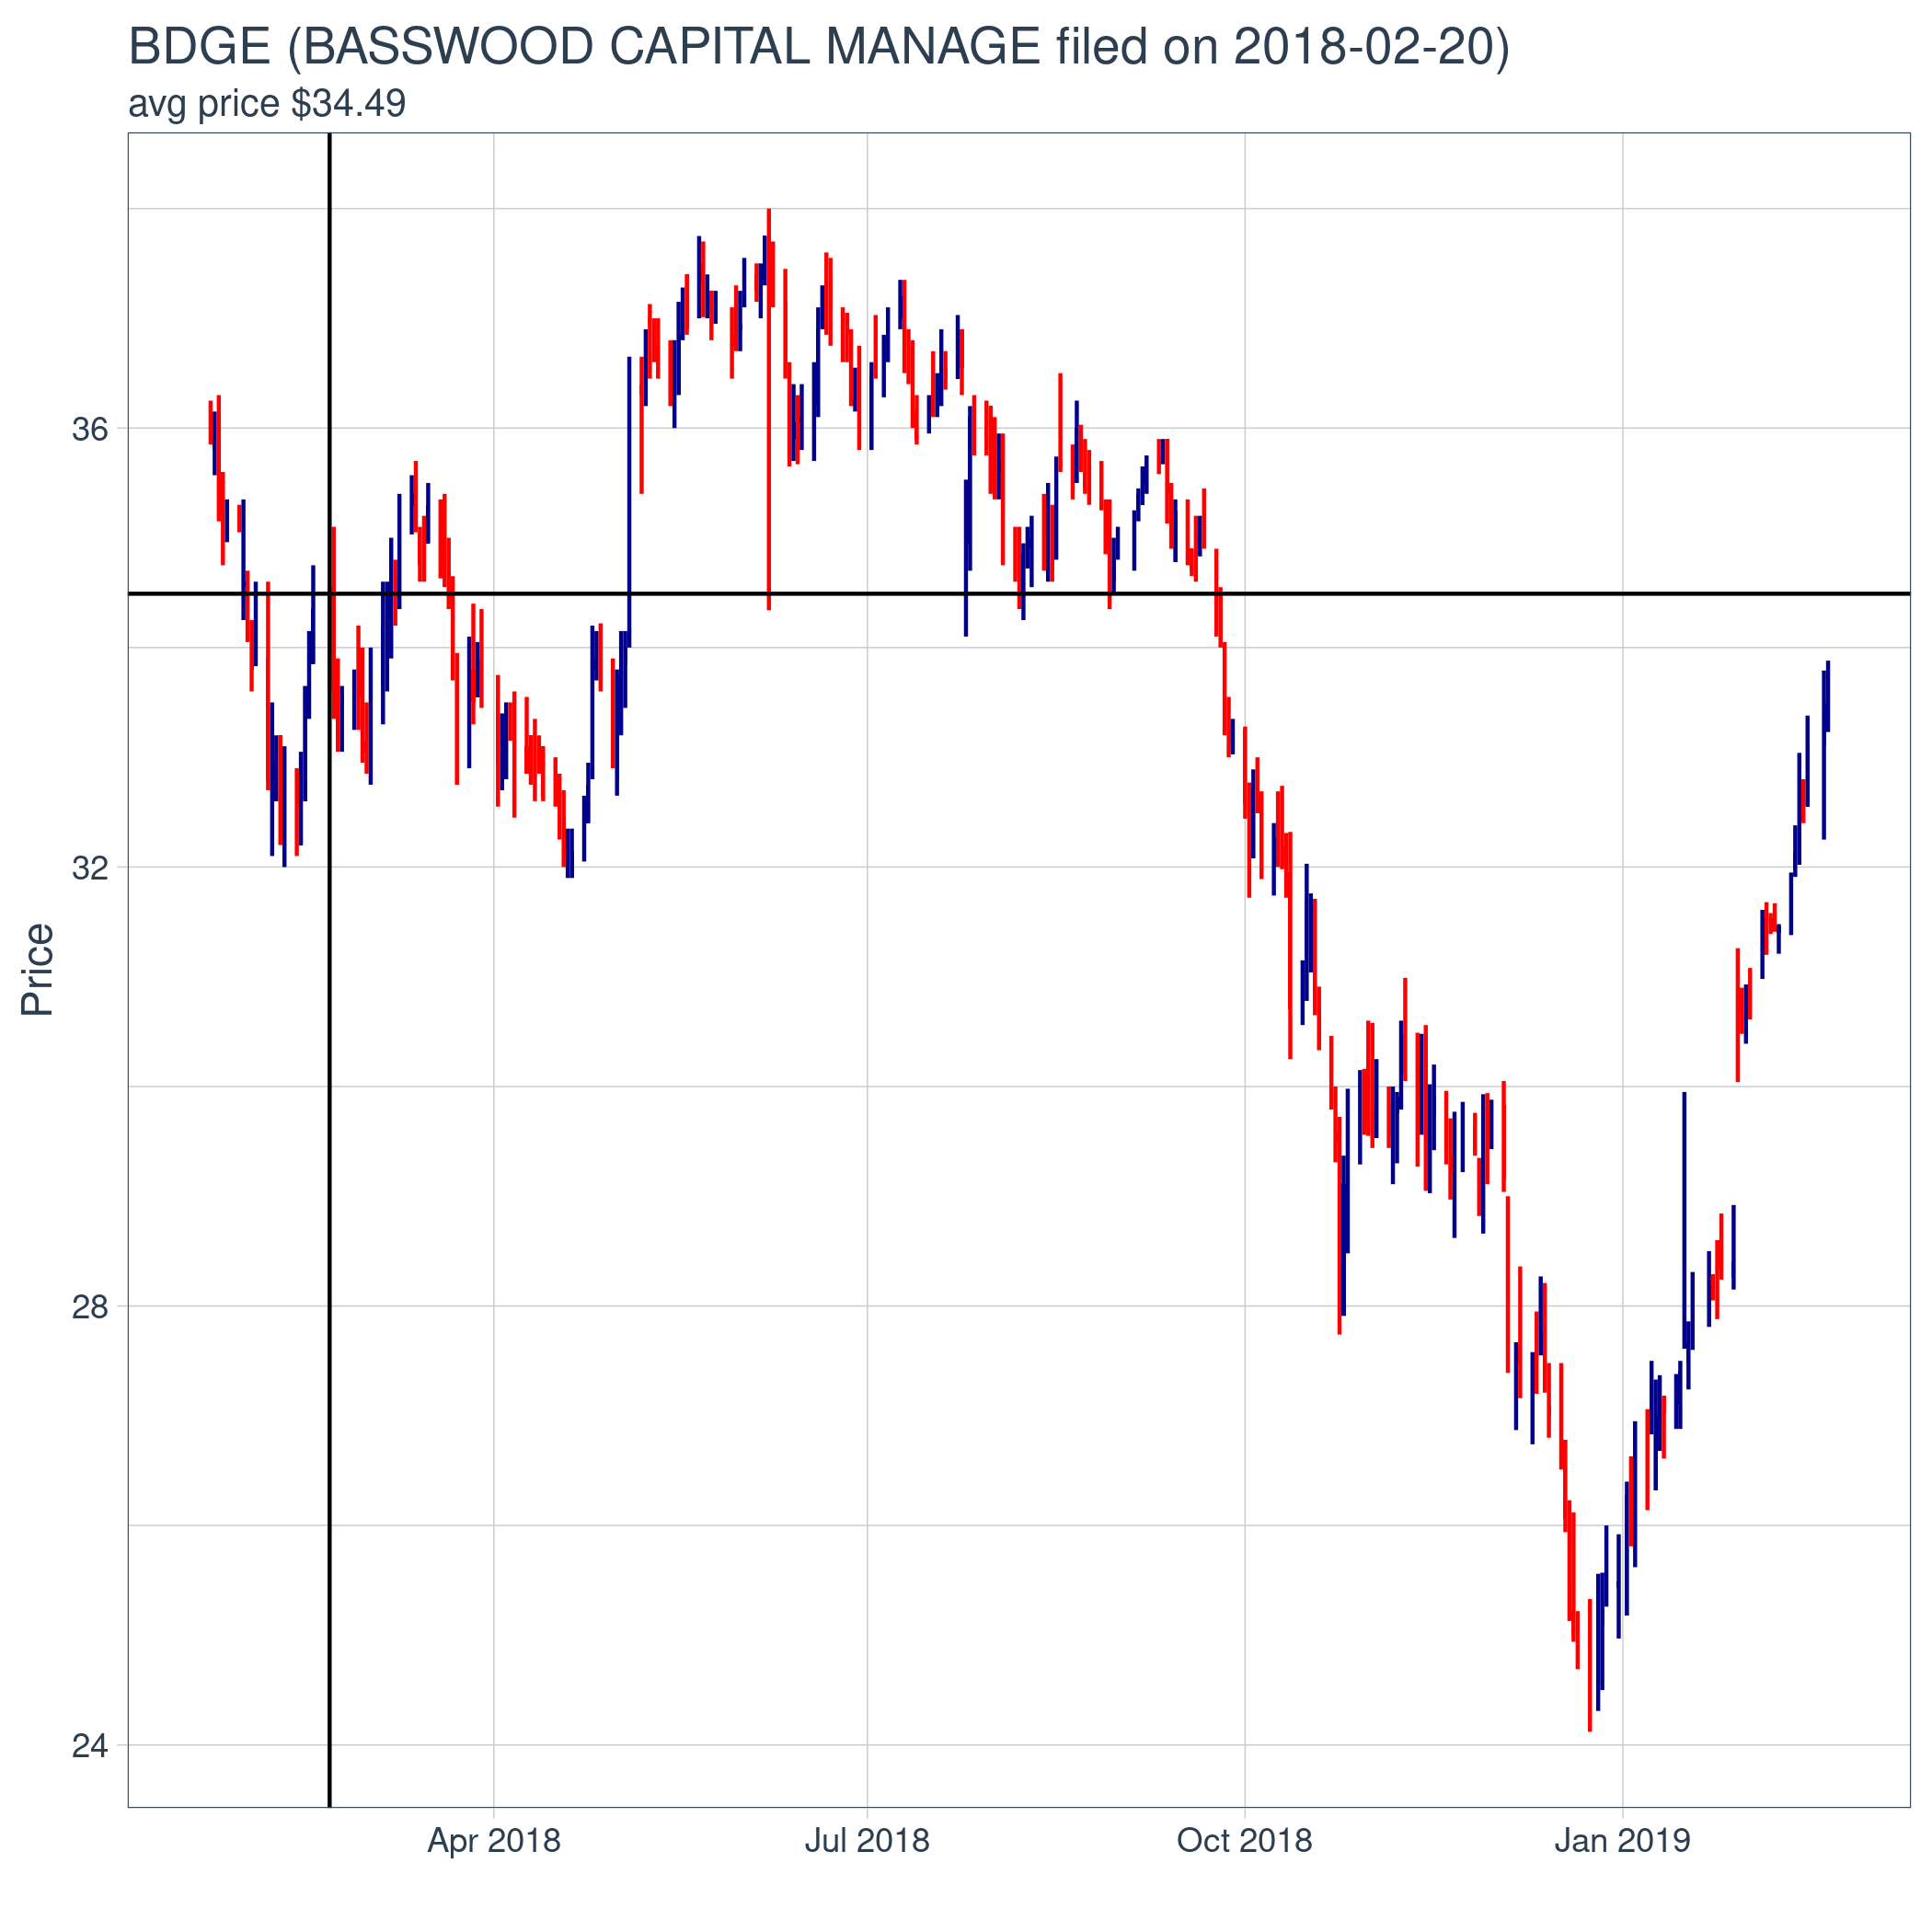 BDGE (BASSWOOD CAPITAL MANAGE filed on 2018-02-20)
avg price $34.49
Price
36
32
28
24
Apr 2018
Jul 2018
Oct 2018
Jan 2019